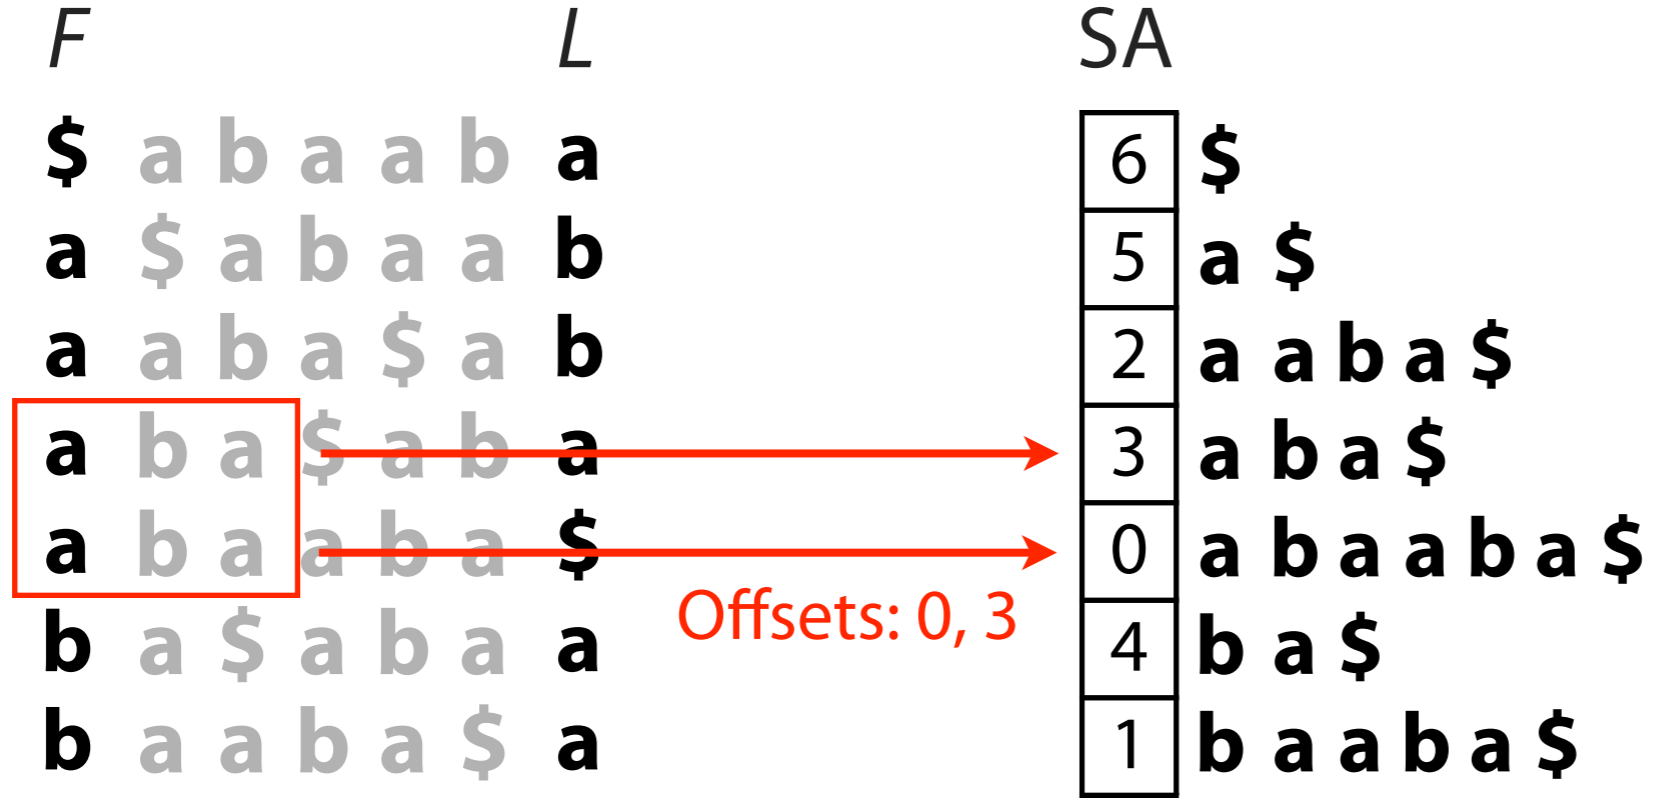 F L SA
$ a b a a b a 6 $
a $ a b a a b 5 a $
a a b a $ a b 2 a a b a $
a b a $ a b a 3 a b a $
a b a a b a $ 0 a b a a b a $
Offsets: 0, 3
b a $ a b a a 4 b a $
b a a b a $ a 1 b a a b a $